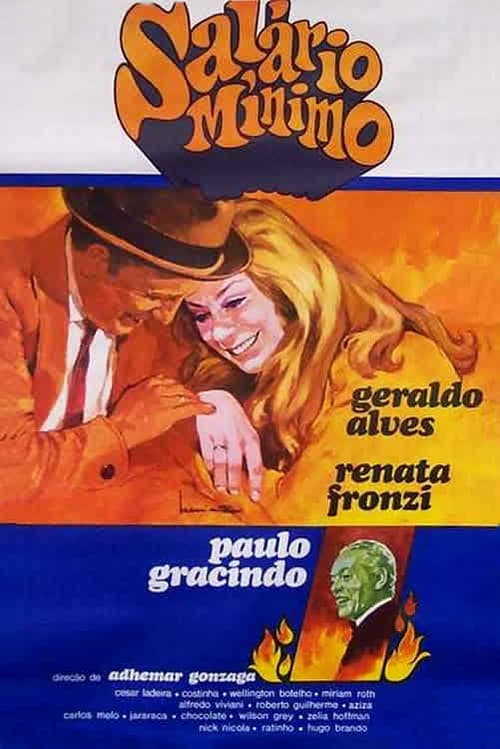 Salário
Mínimo
geraldo
alves
renata
fronzi
paulo
gracindo
direção de adhemar gonzaga
cesar ladeira • costinha • wellington botelho • miriam roth
alfredo viviani • roberto guilherme • aziza
carlos melo • jararaca • chocolate • wilson grey • zelia hoffman
nick nicola • ratinho • hugo brando